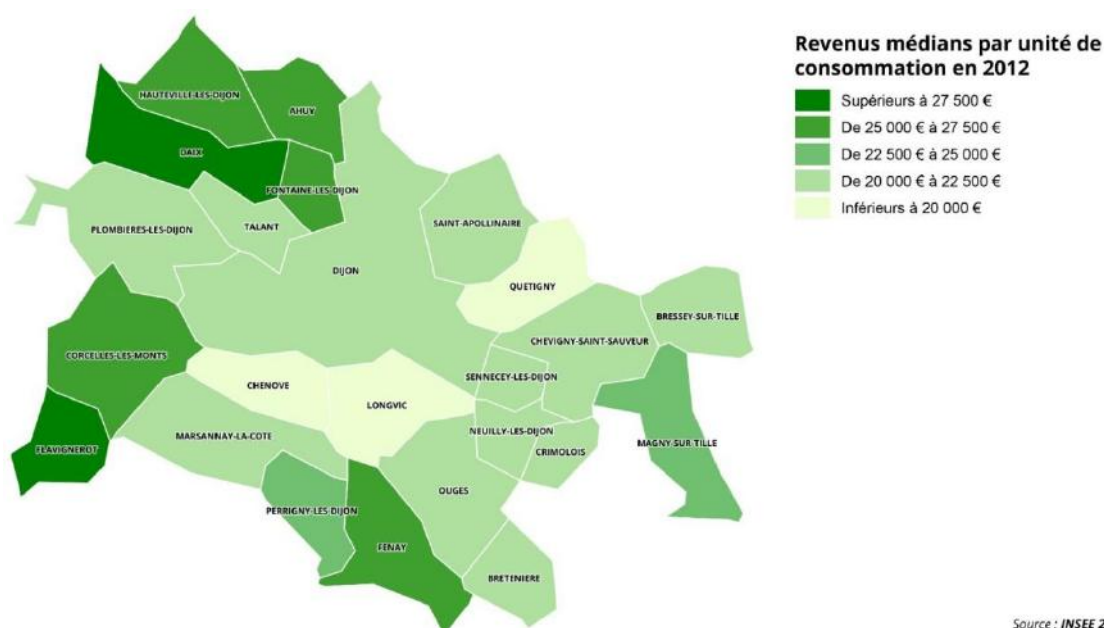 Revenus médians par unité de
consommation en 2012
Supérieurs à 27 500 €
De 25 000 € à 27 500 €
De 22 500 € à 25 000 €
De 20 000 € à 22 500 €
Inférieurs à 20 000 €
HAUTEVILLE-LES-DIJON
AHUY
DAIX
FONTAINE-LES-DIJON
TALANT
PLOMBIERES-LES-DIJON
SAINT-APOLLINAIRE
DIJON
QUETIGNY
BRESSEY-SUR-TILLE
CHEVIGNY-SAINT-SAUVEUR
CORCELLES-LES-MONTS
SENNECEY-LES-DIJON
CHENOVE
LONGVIC
NEUILLY-LES-DIJON
MARSANNAY-LA-COTE
MAGNY-SUR-TILLE
FLAVIGNEROT
CRIMOLOIS
OUGES
PERRIGNY-LES-DIJON
FENAY
BRETENIERE
Source : INSEE 2